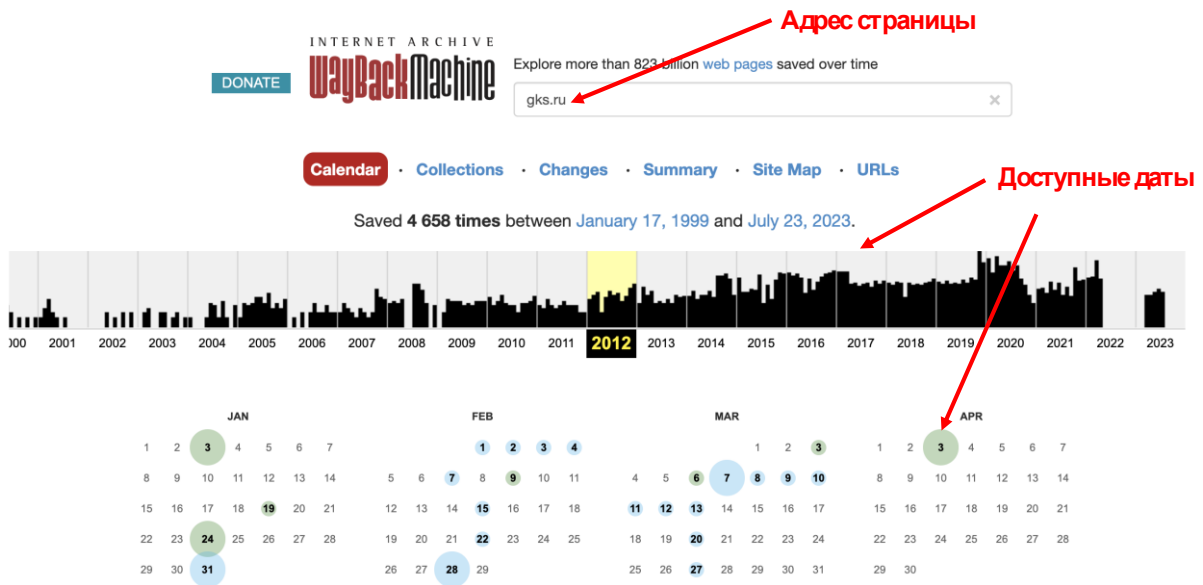 Адрес страницы
INTERNET ARCHIVE
WayBackMachine
DONATE
Explore more than 823 billion web pages saved over time
gks.ru ×
Calendar · Collections · Changes · Summary · Site Map · URLs
Доступные даты
Saved 4 658 times between January 17, 1999 and July 23, 2023.
00 2001 2002 2003 2004 2005 2006 2007 2008 2009 2010 2011 2012 2013 2014 2015 2016 2017 2018 2019 2020 2021 2022 2023
JAN FEB MAR APR
1 2 3 4 5 6 7 1 2 3 4 1 2 3 1 2 3 4 5 6 7
8 9 10 11 12 13 14 5 6 7 8 9 10 11 4 5 6 7 8 9 10 8 9 10 11 12 13 14
15 16 17 18 19 20 21 12 13 14 15 16 17 18 11 12 13 14 15 16 17 15 16 17 18 19 20 21
22 23 24 25 26 27 28 19 20 21 22 23 24 25 18 19 20 21 22 23 24 22 23 24 25 26 27 28
29 30 31 26 27 28 29 25 26 27 28 29 30 31 29 30